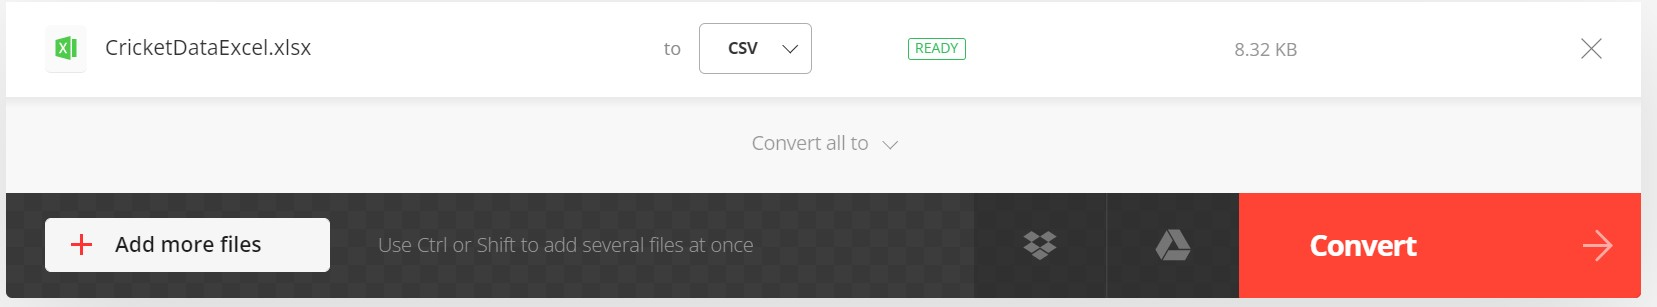 CricketDataExcel.xlsx to CSV READY 8.32 KB
Convert all to
Add more files Use Ctrl or Shift to add several files at once Convert